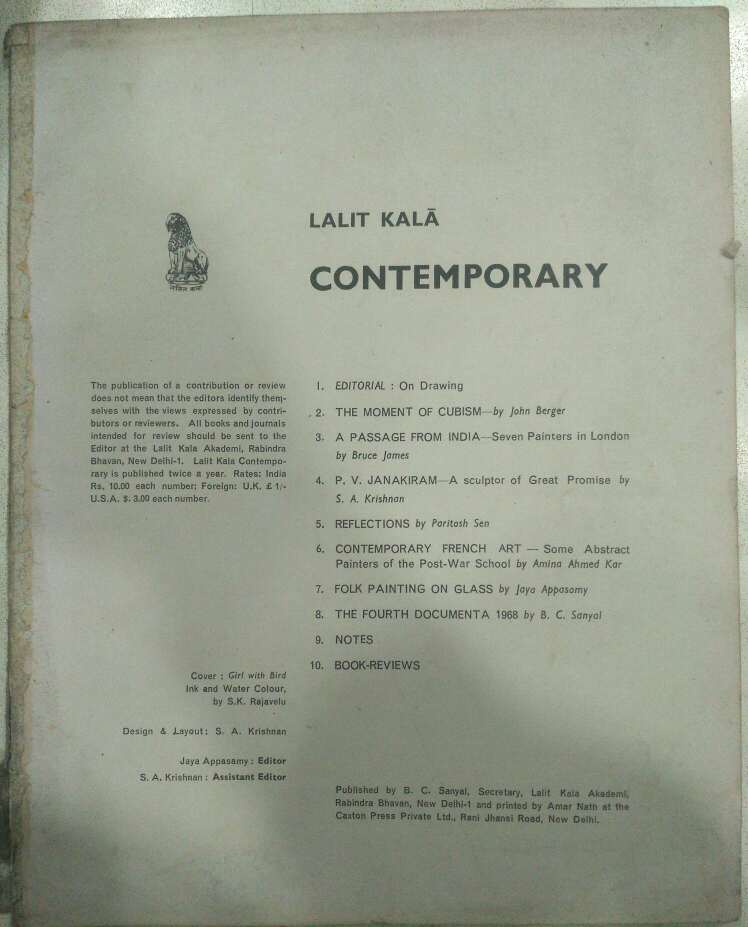 LALIT KALĀ
CONTEMPORARY
ललित कला
The publication of a contribution or review
does not mean that the editors identify them-
selves with the views expressed by contri-
butors or reviewers. All books and journals
intended for review should be sent to the
Editor at the Lalit Kala Akademi, Rabindra
Bhavan, New Delhi-1. Lalit Kala Contempo-
rary is published twice a year. Rates: India
Rs. 10.00 each number; Foreign: U.K. £ 1/-
U.S.A. $. 3.00 each number.
Cover : Girl with Bird
Ink and Water Colour,
by S.K. Rajavelu
Design & Layout: S. A. Krishnan
Jaya Appasamy : Editor
S. A. Krishnan : Assistant Editor
1. EDITORIAL : On Drawing
2. THE MOMENT OF CUBISM—by John Berger
3. A PASSAGE FROM INDIA—Seven Painters in London
by Bruce James
4. P. V. JANAKIRAM—A sculptor of Great Promise by
S. A. Krishnan
5. REFLECTIONS by Paritosh Sen
6. CONTEMPORARY FRENCH ART — Some Abstract
Painters of the Post-War School by Amina Ahmed Kar
7. FOLK PAINTING ON GLASS by Jaya Appasamy
8. THE FOURTH DOCUMENTA 1968 by B. C. Sanyal
9. NOTES
10. BOOK-REVIEWS
Published by B. C. Sanyal, Secretary, Lalit Kala Akademi,
Rabindra Bhavan, New Delhi-1 and printed by Amar Nath at the
Caxton Press Private Ltd., Rani Jhansi Road, New Delhi.